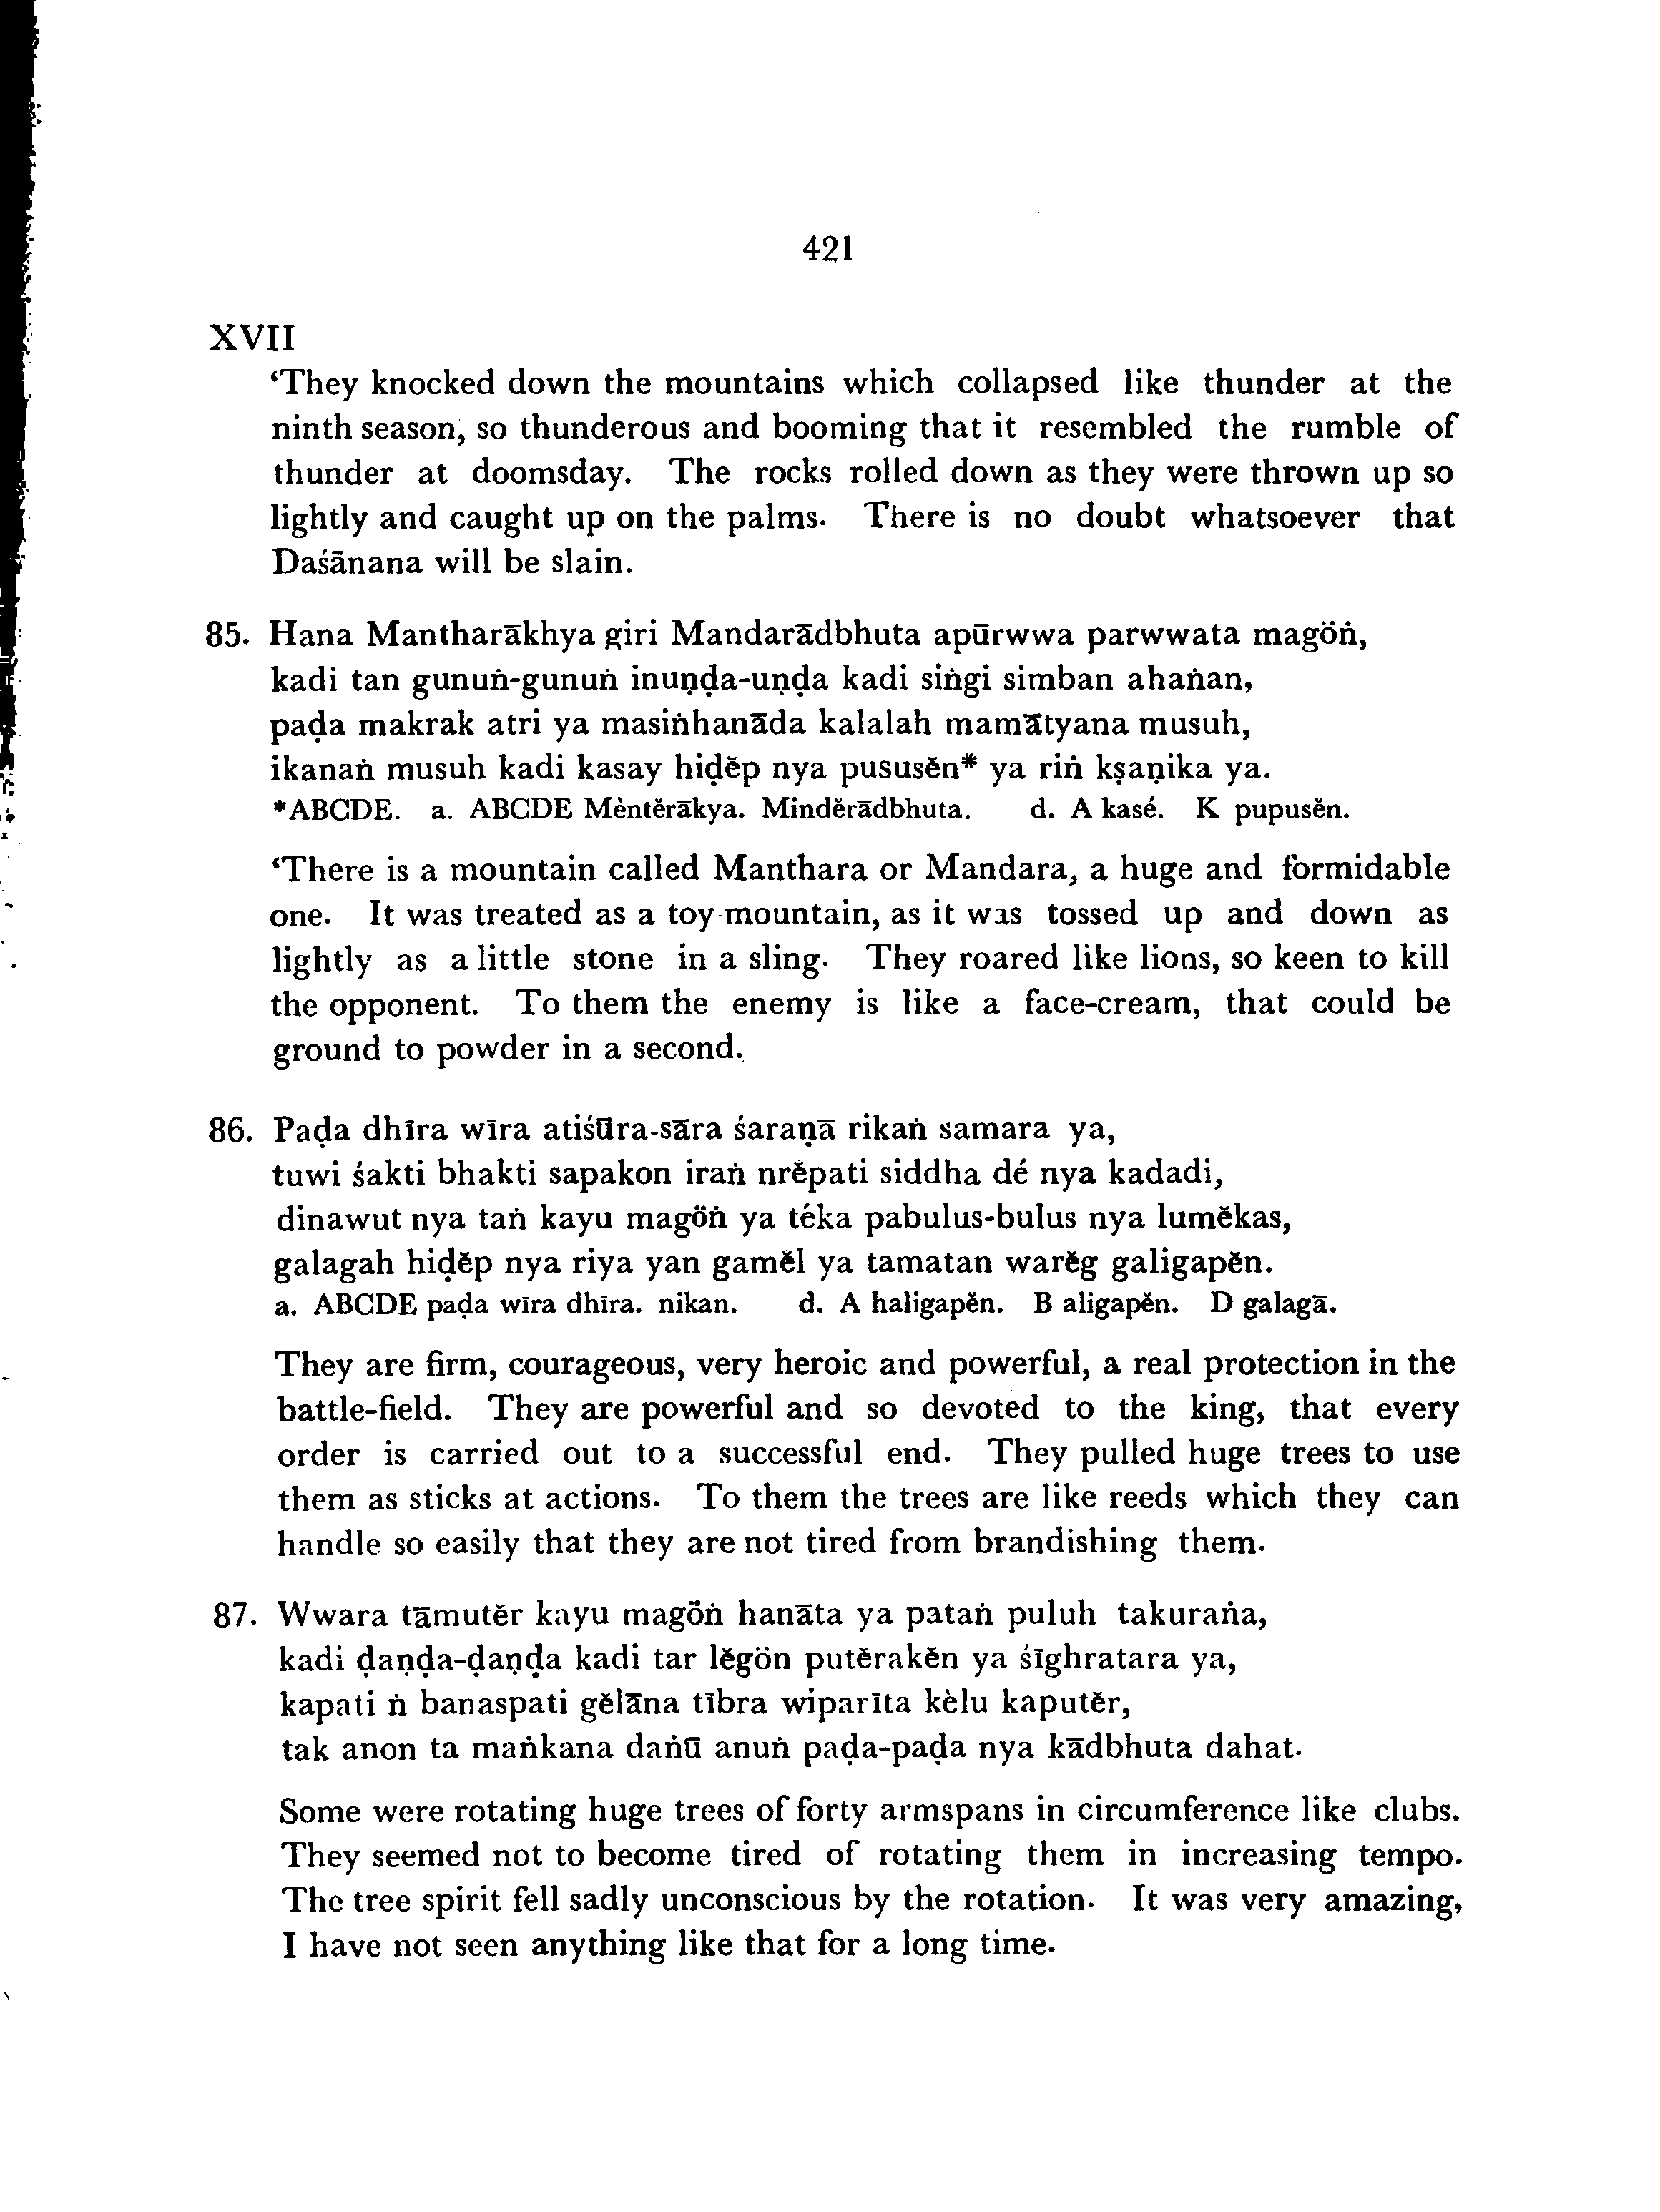 421
XVII
‘They knocked down the mountains which collapsed like thunder at the
ninth season, so thunderous and booming that it resembled the rumble of
thunder at doomsday. The rocks rolled down as they were thrown up so
lightly and caught up on the palms. There is no doubt whatsoever that
Daśānana will be slain.
85. Hana Mantharākhya giri Mandarādbhuta apūrwwa parwwata magöṅ,
kadi tan gunuṅ-gunuṅ inuṇḍa-uṇḍa kadi siṅgi simban ahaṅan,
paḍa makrak atri ya masiṅhanāda kalalah mamātyana musuh,
ikanaṅ musuh kadi kasay hiḍĕp nya pususĕn* ya riṅ kṣaṇika ya.
*ABCDE. a. ABCDE Mèntĕrākya. Mindĕrādbhuta. d. A kasé. K pupusĕn.
‘There is a mountain called Manthara or Mandara, a huge and formidable
one. It was treated as a toy mountain, as it was tossed up and down as
lightly as a little stone in a sling. They roared like lions, so keen to kill
the opponent. To them the enemy is like a face-cream, that could be
ground to powder in a second.
86. Paḍa dhīra wīra atiśūra-sāra śaraṇā rikaṅ samara ya,
tuwi śakti bhakti sapakon iraṅ nrĕpati siddha dé nya kadadi,
dinawut nya taṅ kayu magöṅ ya téka pabulus-bulus nya lumĕkas,
galagah hiḍĕp nya riya yan gamĕl ya tamatan warĕg galigapĕn.
a. ABCDE paḍa wīra dhīra. nikan. d. A haligapĕn. B aligapĕn. D galagā.
They are firm, courageous, very heroic and powerful, a real protection in the
battle-field. They are powerful and so devoted to the king, that every
order is carried out to a successful end. They pulled huge trees to use
them as sticks at actions. To them the trees are like reeds which they can
handle so easily that they are not tired from brandishing them.
87. Wwara tāmutĕr kayu magöṅ hanāta ya pataṅ puluh takuraṅa,
kadi ḍaṇḍa-ḍaṇḍa kadi tar lĕgön putĕrakĕn ya śīghratara ya,
kapati ṅ banaspati gĕlāna tībra wiparīta kèlu kaputĕr,
tak anon ta maṅkana daṅū anuṅ paḍa-paḍa nya kādbhuta dahat.
Some were rotating huge trees of forty armspans in circumference like clubs.
They seemed not to become tired of rotating them in increasing tempo.
The tree spirit fell sadly unconscious by the rotation. It was very amazing,
I have not seen anything like that for a long time.